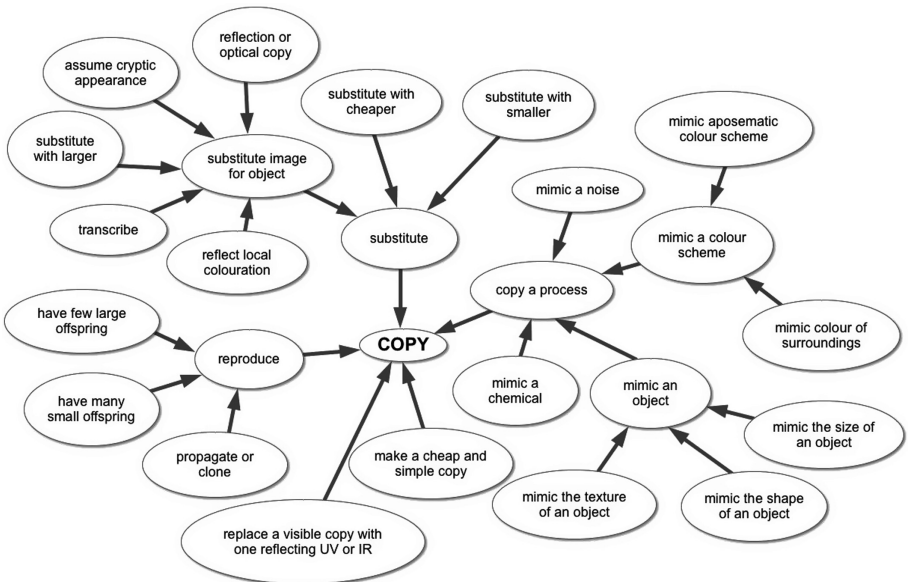 reflection or
optical copy
assume cryptic
appearance
substitute with
cheaper
substitute with
smaller
mimic aposematic
colour scheme
substitute
with larger
substitute image
for object
mimic a noise
transcribe
reflect local
colouration
substitute
mimic a colour
scheme
copy a process
have few large
offspring
COPY
mimic colour of
surroundings
reproduce
have many
small offspring
mimic a
chemical
mimic an
object
propagate or
clone
make a cheap and
simple copy
mimic the size of
an object
mimic the texture
of an object
mimic the shape
of an object
replace a visible copy with
one reflecting UV or IR